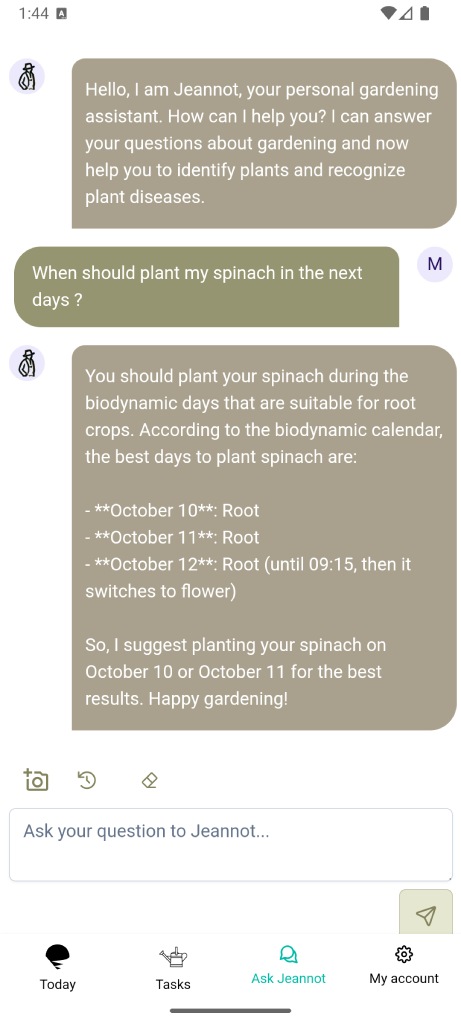 1:44 A
Hello, I am Jeannot, your personal gardening
assistant. How can I help you? I can answer
your questions about gardening and now
help you to identify plants and recognize
plant diseases.
M
When should plant my spinach in the next
days ?
You should plant your spinach during the
biodynamic days that are suitable for root
crops. According to the biodynamic calendar,
the best days to plant spinach are:
- **October 10**: Root
- **October 11**: Root
- **October 12**: Root (until 09:15, then it
switches to flower)
So, I suggest planting your spinach on
October 10 or October 11 for the best
results. Happy gardening!
Ask your question to Jeannot...
Today
Tasks
Ask Jeannot
My account